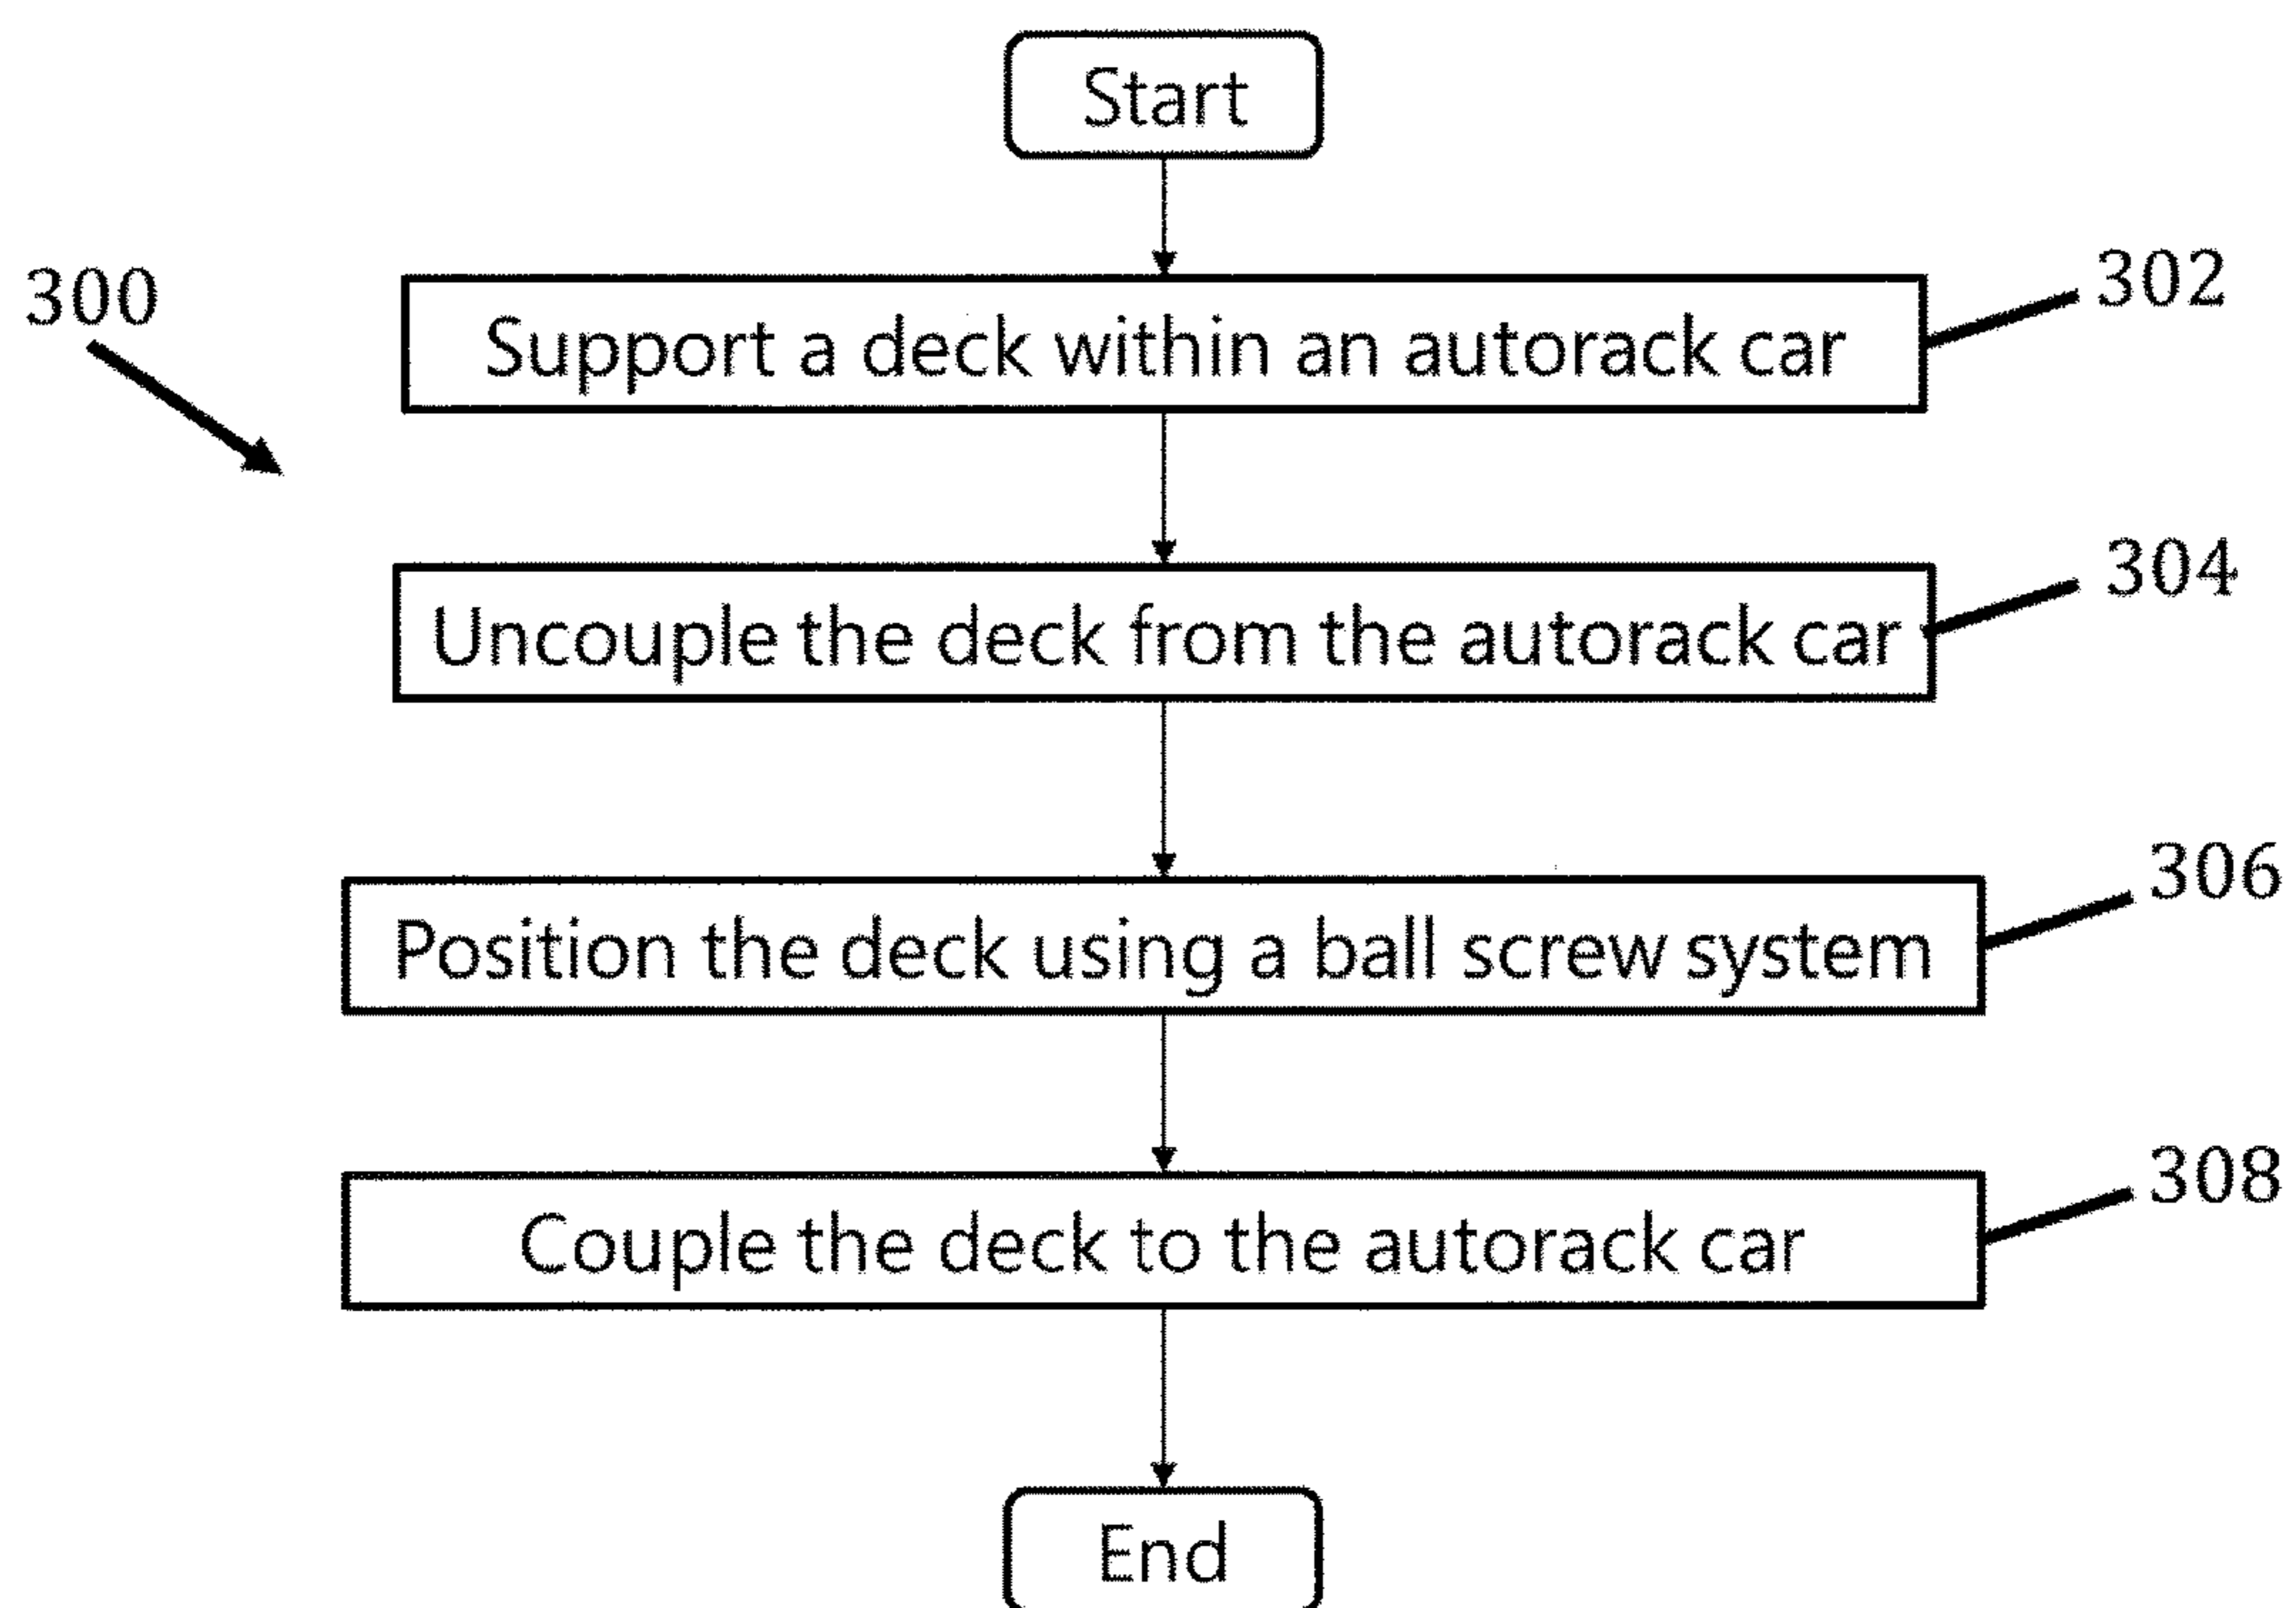 Start
300
302
Support a deck within an autorack car
304
Uncouple the deck from the autorack car
306
Position the deck using a ball screw system
308
Couple the deck to the autorack car
End